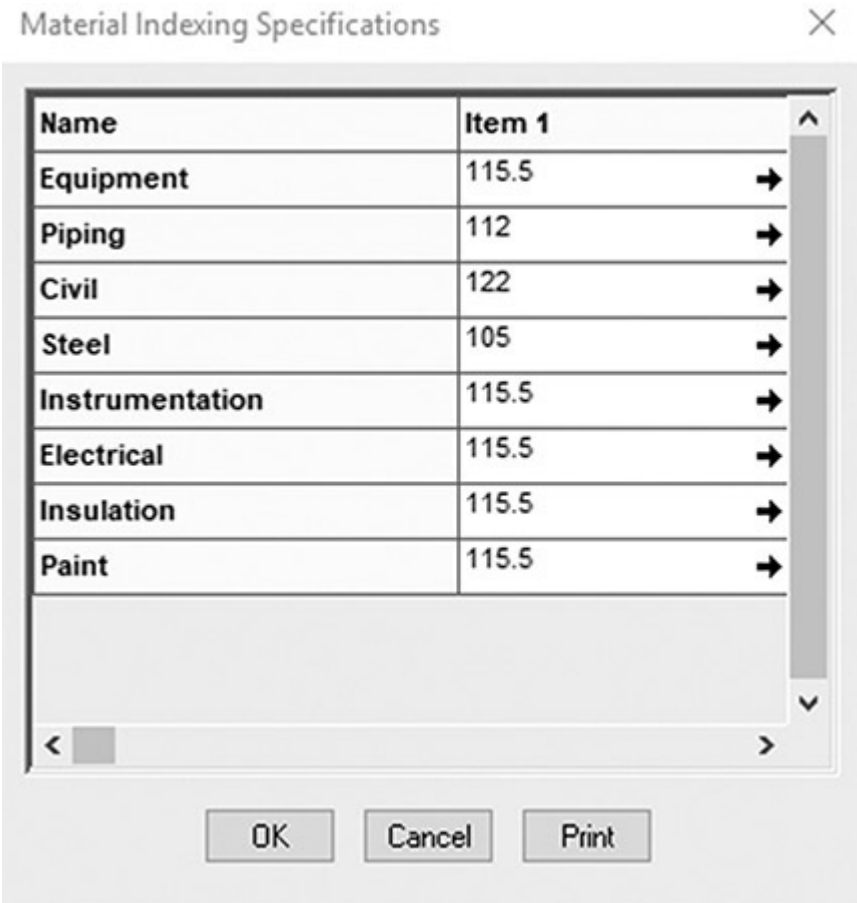 Material Indexing Specifications
Name Item 1
Equipment 115.5
Piping 112
Civil 122
Steel 105
Instrumentation 115.5
Electrical 115.5
Insulation 115.5
Paint 115.5
OK Cancel Print